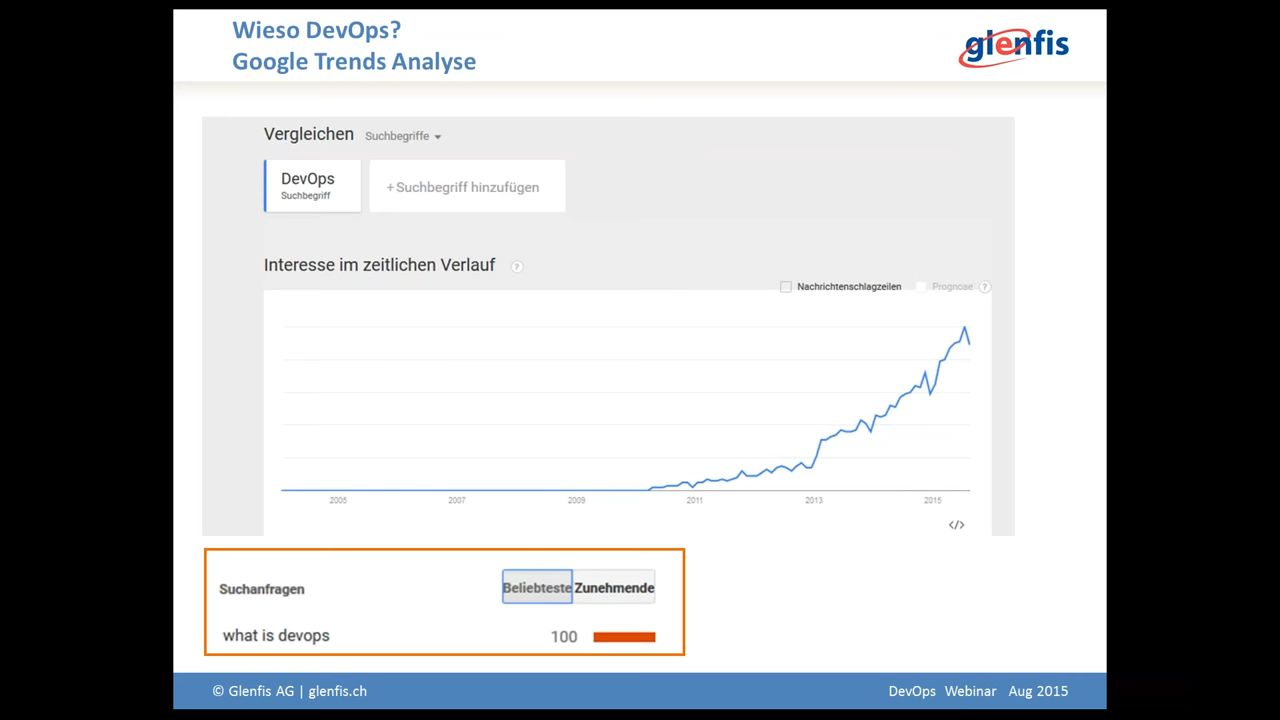 Wieso DevOps?
Google Trends Analyse
glenfis
Vergleichen Suchbegriffe
DevOps
Suchbegriff
+ Suchbegriff hinzufügen
Interesse im zeitlichen Verlauf ?
Nachrichtenschlagzeilen Prognose ?
2005 2007 2009 2011 2013 2015
</>
Suchanfragen Beliebteste Zunehmende
what is devops 100
© Glenfis AG | glenfis.ch DevOps Webinar Aug 2015